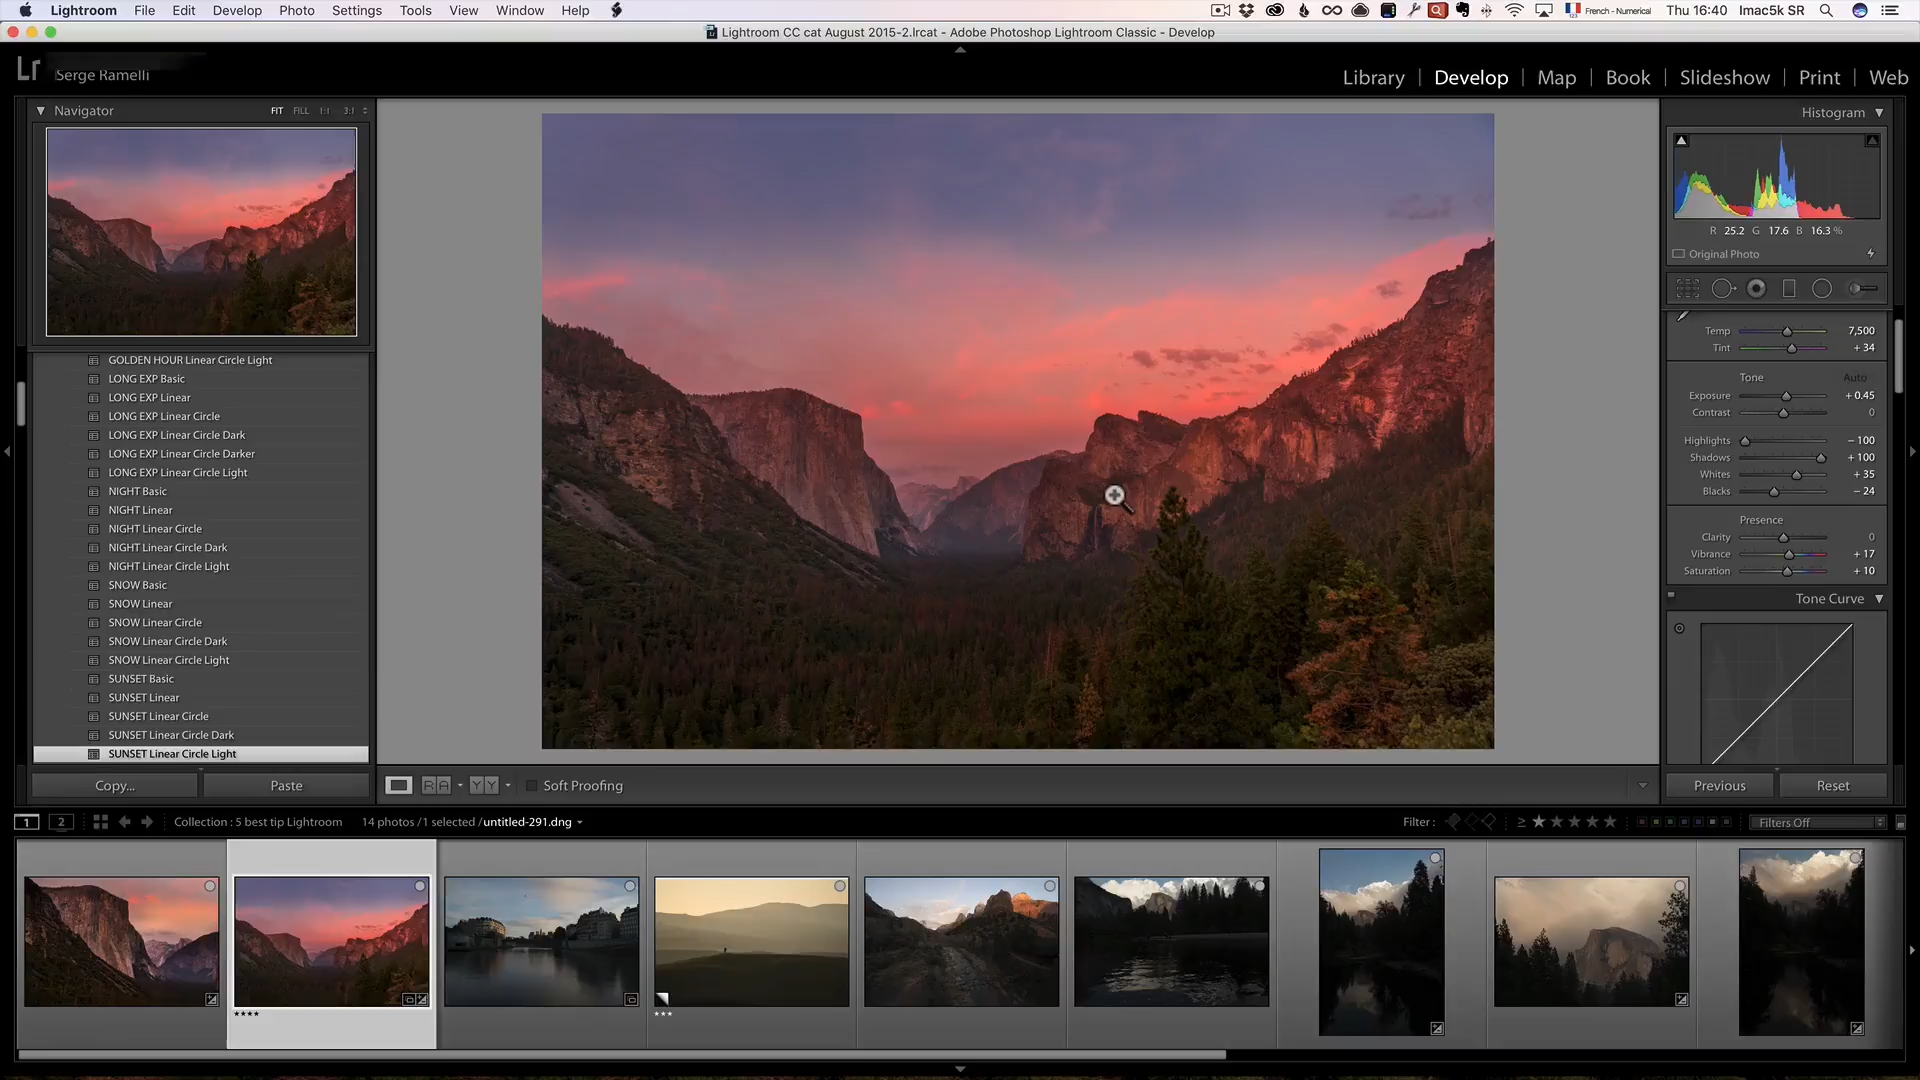 Lightroom File Edit Develop Photo Settings Tools View Window Help
French - Numerical Thu 16:40 Imac5k SR
Lightroom CC cat August 2015-2.lrcat - Adobe Photoshop Lightroom Classic - Develop
Lr
Serge Ramelli
Library | Develop | Map | Book | Slideshow | Print | Web
Navigator FIT FILL 1:1 3:1
GOLDEN HOUR Linear Circle Light
LONG EXP Basic
LONG EXP Linear
LONG EXP Linear Circle
LONG EXP Linear Circle Dark
LONG EXP Linear Circle Darker
LONG EXP Linear Circle Light
NIGHT Basic
NIGHT Linear
NIGHT Linear Circle
NIGHT Linear Circle Dark
NIGHT Linear Circle Light
SNOW Basic
SNOW Linear
SNOW Linear Circle
SNOW Linear Circle Dark
SNOW Linear Circle Light
SUNSET Basic
SUNSET Linear
SUNSET Linear Circle
SUNSET Linear Circle Dark
SUNSET Linear Circle Light
Copy... Paste
Histogram
R 25.2 G 17.6 B 16.3 %
Original Photo
Temp 7,500
Tint + 34
Tone Auto
Exposure + 0.45
Contrast 0
Highlights − 100
Shadows + 100
Whites + 35
Blacks − 24
Presence
Clarity 0
Vibrance + 17
Saturation + 10
Tone Curve
Previous Reset
RA YY Soft Proofing
1 2 Collection : 5 best tip Lightroom 14 photos / 1 selected / untitled-291.dng
Filter : ≥ Filters Off